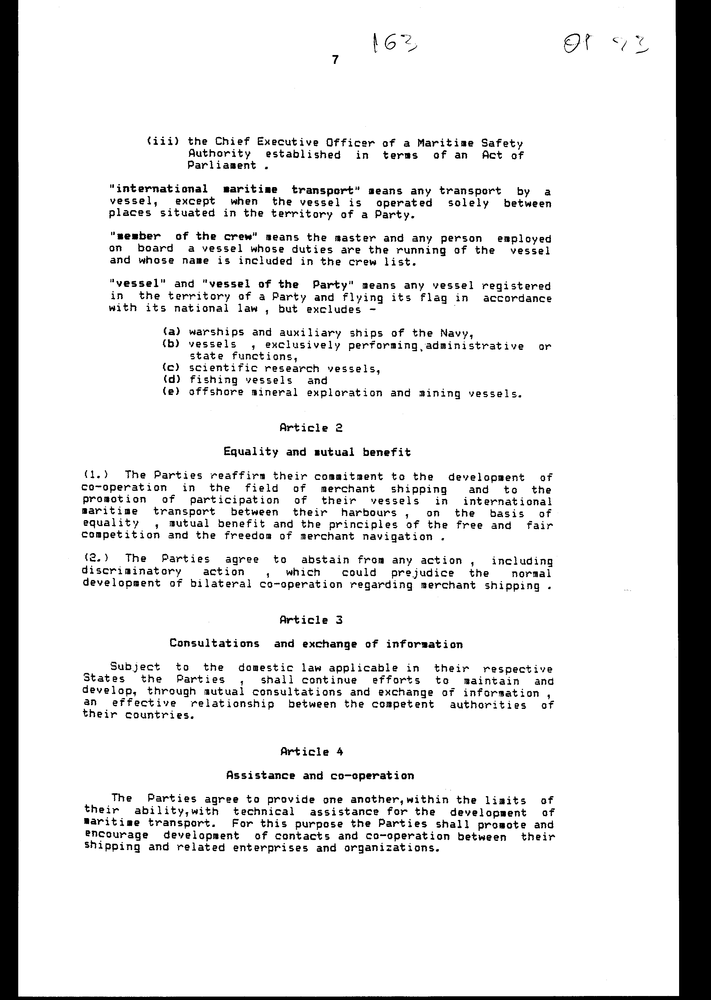 163
7
(iii) the Chief Executive Officer of a Maritime Safety
Authority established in terms of an Act of
Parliament .
"international maritime transport" means any transport by a
vessel, except when the vessel is operated solely between
places situated in the territory of a Party.
"member of the crew" means the master and any person employed
on board a vessel whose duties are the running of the vessel
and whose name is included in the crew list.
"vessel" and "vessel of the Party" means any vessel registered
in the territory of a Party and flying its flag in accordance
with its national law , but excludes -
(a) warships and auxiliary ships of the Navy,
(b) vessels , exclusively performing administrative or
state functions,
(c) scientific research vessels,
(d) fishing vessels and
(e) offshore mineral exploration and mining vessels.
Article 2
Equality and mutual benefit
(1.) The Parties reaffirm their commitment to the development of
co-operation in the field of merchant shipping and to the
promotion of participation of their vessels in international
maritime transport between their harbours , on the basis of
equality , mutual benefit and the principles of the free and fair
competition and the freedom of merchant navigation .
(2.) The Parties agree to abstain from any action , including
discriminatory action , which could prejudice the normal
development of bilateral co-operation regarding merchant shipping .
Article 3
Consultations and exchange of information
Subject to the domestic law applicable in their respective
States the Parties , shall continue efforts to maintain and
develop, through mutual consultations and exchange of information ,
an effective relationship between the competent authorities of
their countries.
Article 4
Assistance and co-operation
The Parties agree to provide one another,within the limits of
their ability,with technical assistance for the development of
maritime transport. For this purpose the Parties shall promote and
encourage development of contacts and co-operation between their
shipping and related enterprises and organizations.